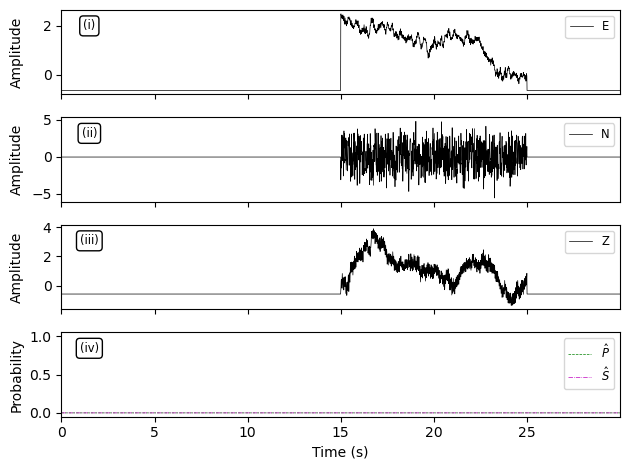 (i)
E
Amplitude
2
0
(ii)
N
Amplitude
5
0
−5
(iii)
Z
Amplitude
4
2
0
(iv)
P̂
Ŝ
Probability
1.0
0.5
0.0
0 5 10 15 20 25
Time (s)